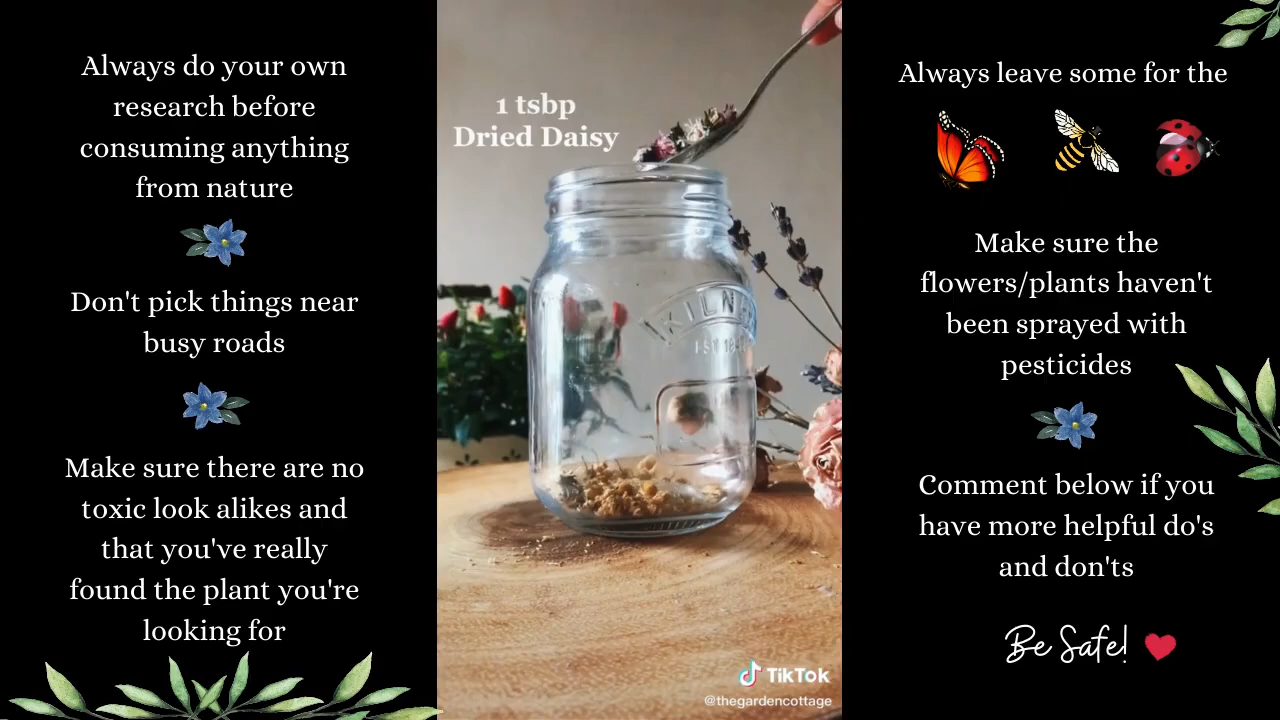 Always do your own
research before
consuming anything
from nature
Don't pick things near
busy roads
Make sure there are no
toxic look alikes and
that you've really
found the plant you're
looking for
1 tsbp
Dried Daisy
KILNER
TikTok
@thegardencottage
Always leave some for the
Make sure the
flowers/plants haven't
been sprayed with
pesticides
Comment below if you
have more helpful do's
and don'ts
Be Safe!